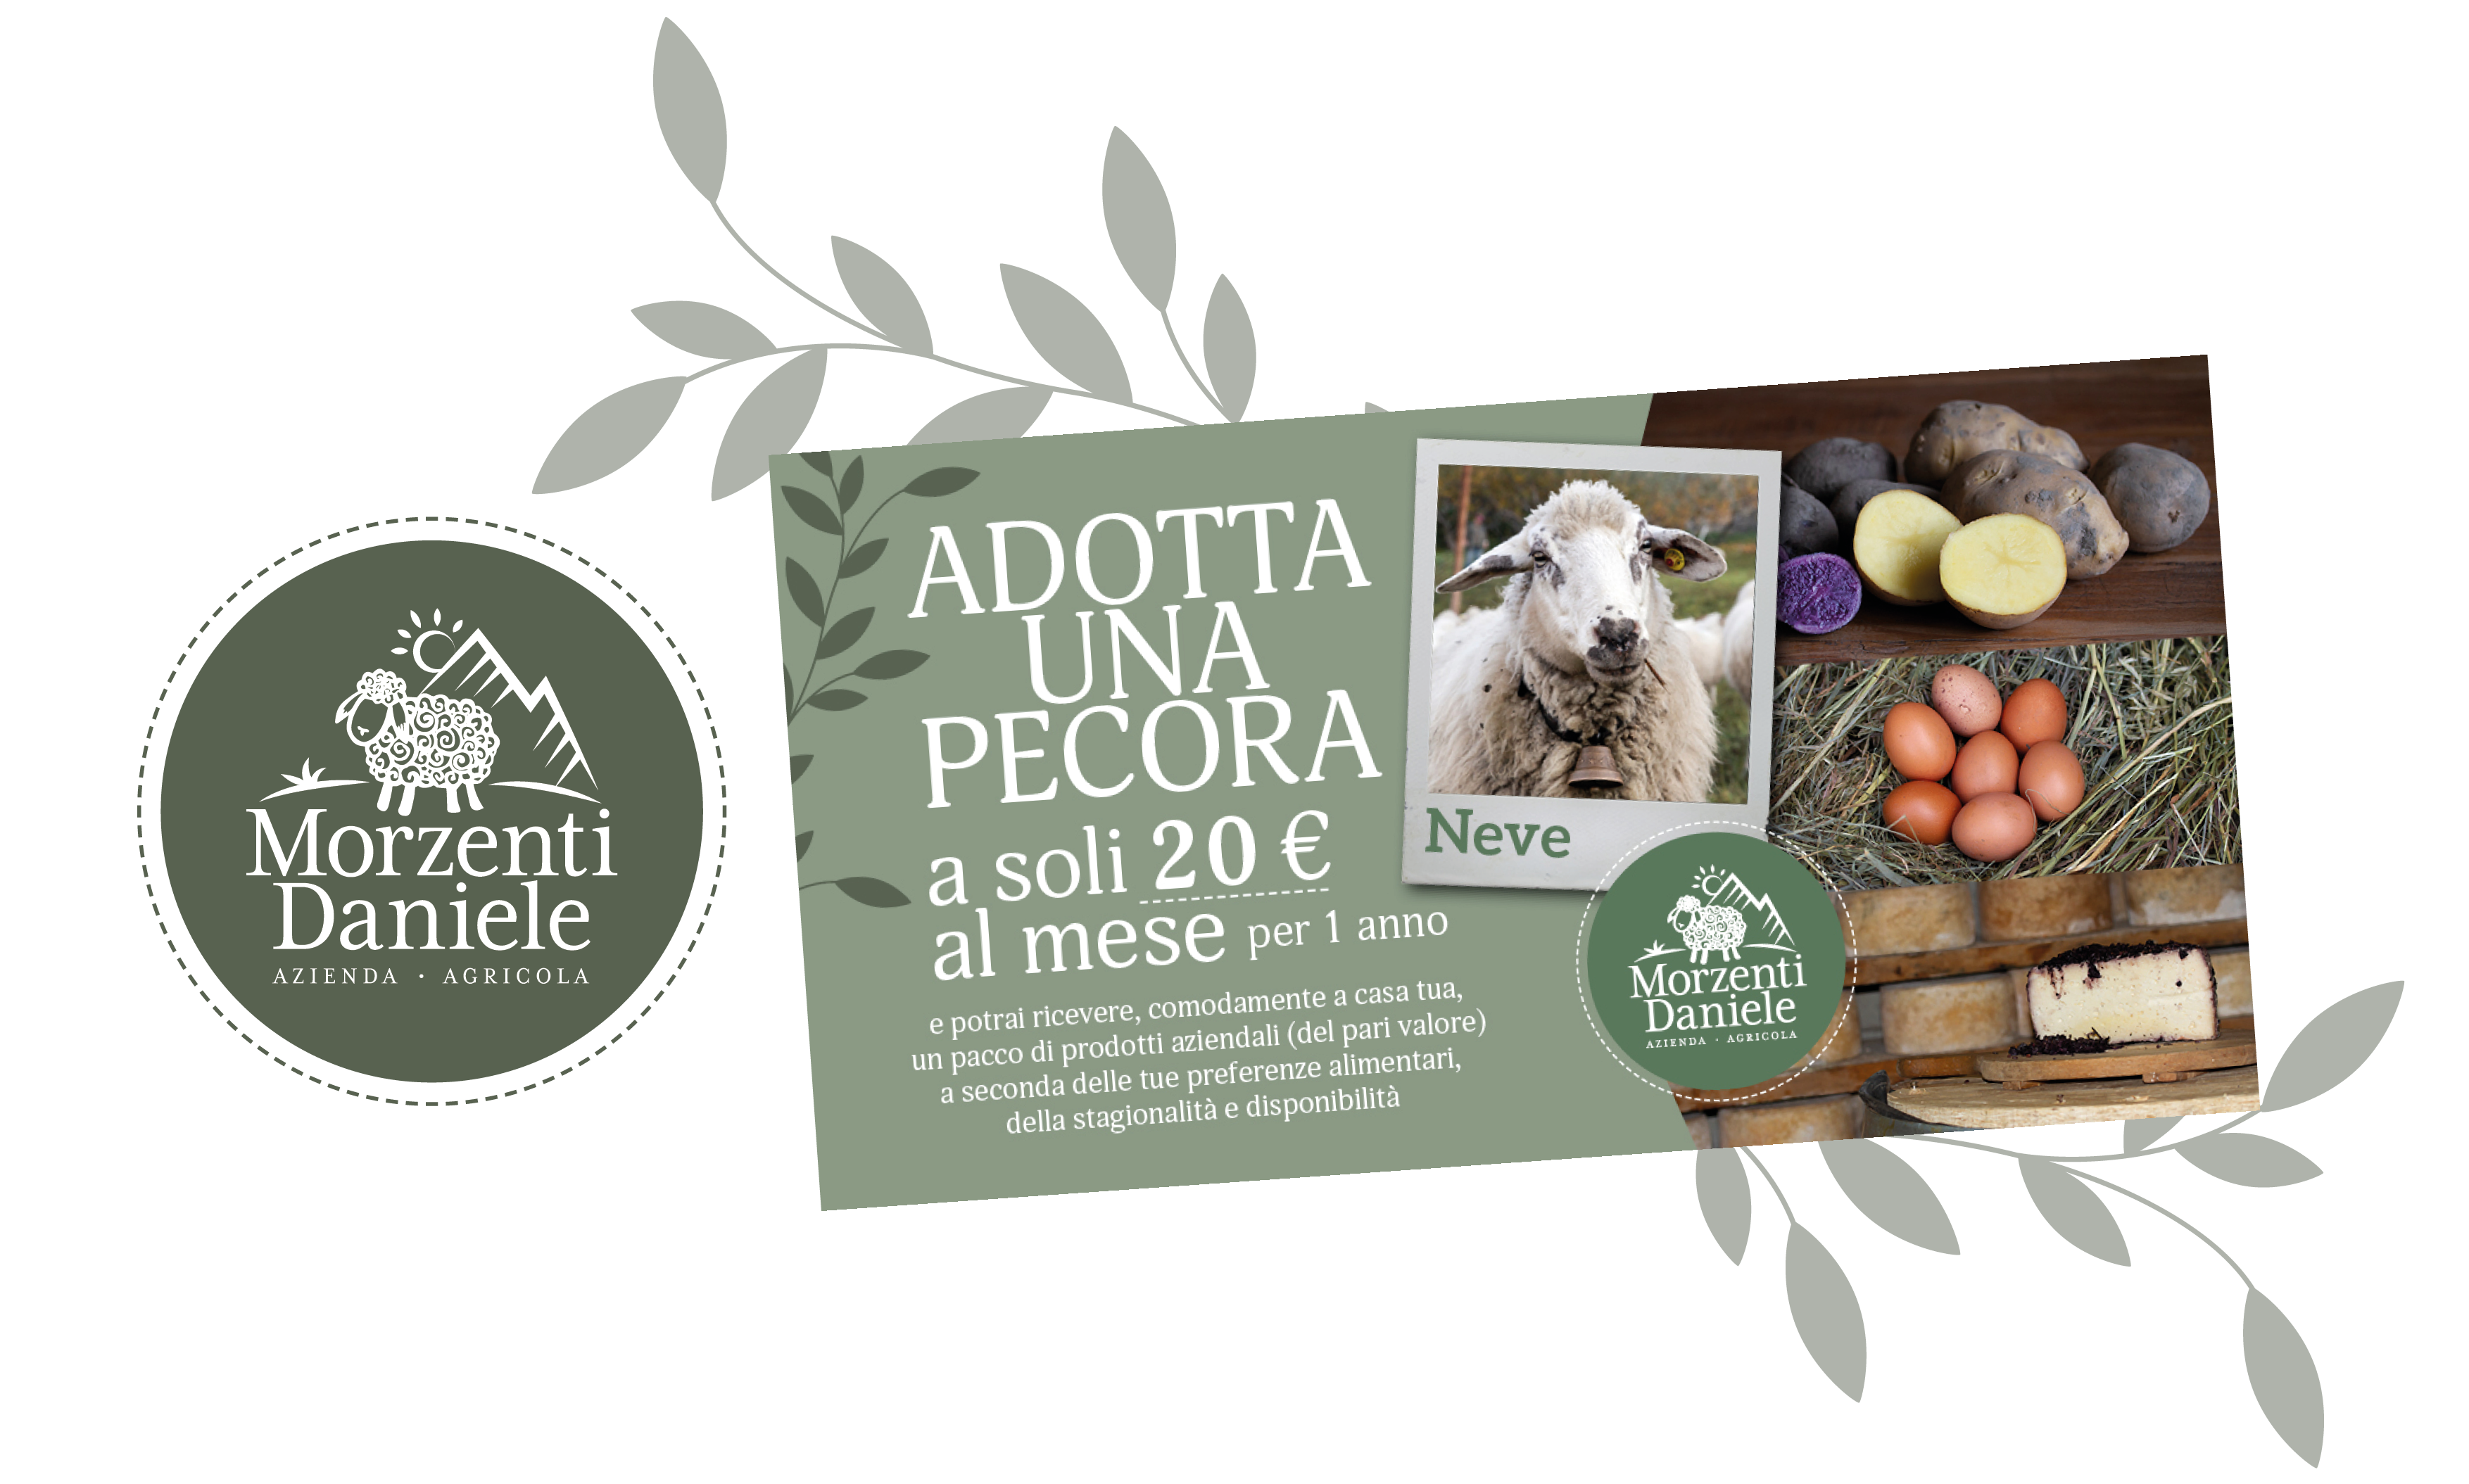 Morzenti
Daniele
AZIENDA · AGRICOLA
ADOTTA
UNA
PECORA
a soli 20 €
al mese per 1 anno
e potrai ricevere, comodamente a casa tua,
un pacco di prodotti aziendali (del pari valore)
a seconda delle tue preferenze alimentari,
della stagionalità e disponibilità
Neve
Morzenti
Daniele
AZIENDA · AGRICOLA